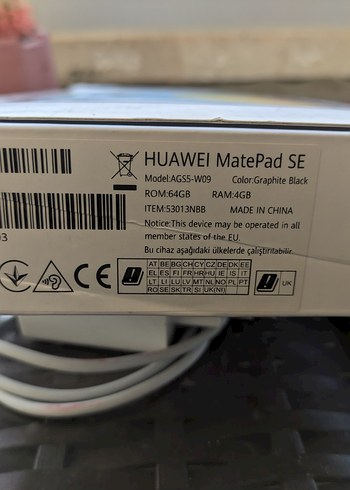 HUAWEI MatePad SE
Model:AGS5-W09 Color:Graphite Black
ROM:64GB RAM:4GB
ITEM:53013NBB MADE IN CHINA
Notice:This device may be operated in all
member states of the EU.
03
Bu cihaz aşağıdaki ülkelerde çalıştırılabilir
CE
AT BE BG CH CY CZ DE DK EE
EL ES FI FR HR HU IE IS IT
LT LI LU LV MT NL NO PL PT
RO SE SK TR SI UK(NI)
UK